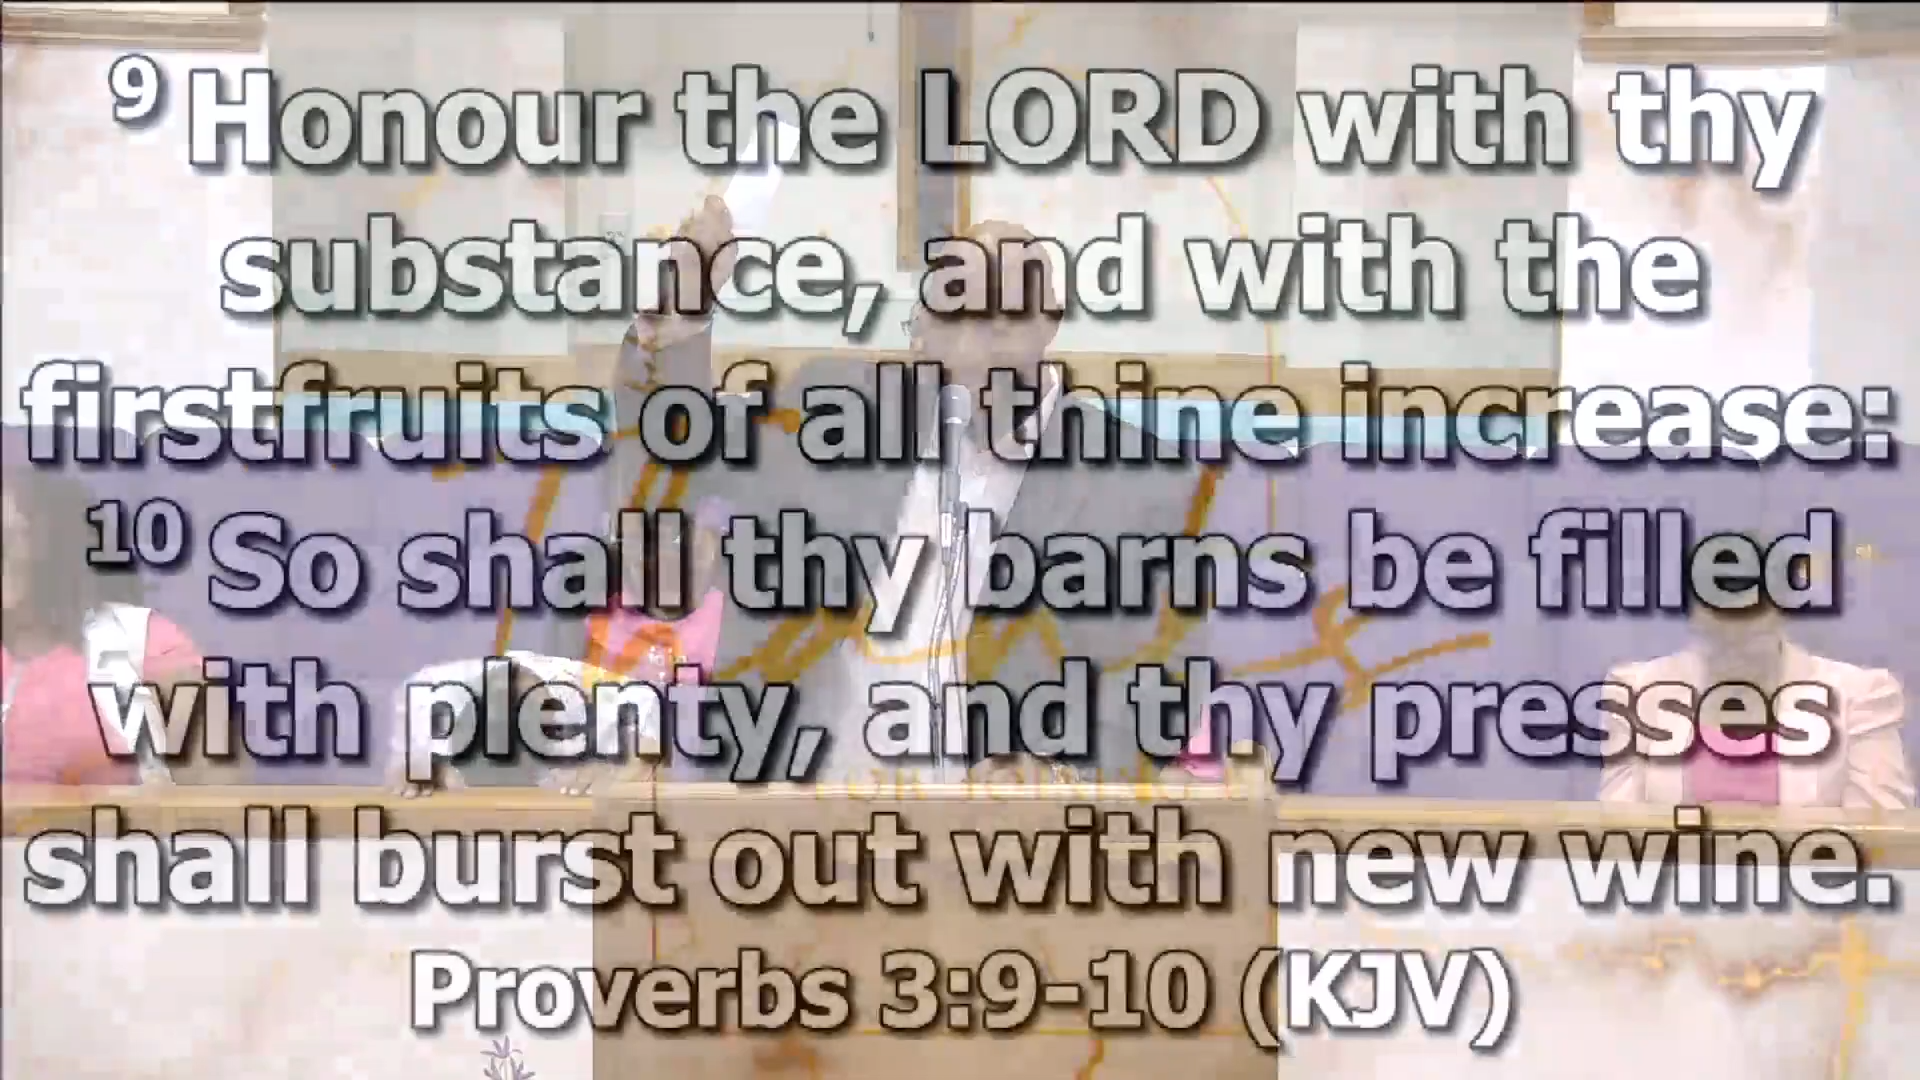 9 Honour the LORD with thy
substance, and with the
firstfruits of all thine increase:
10 So shall thy barns be filled
with plenty, and thy presses
shall burst out with new wine.
Proverbs 3:9-10 (KJV)